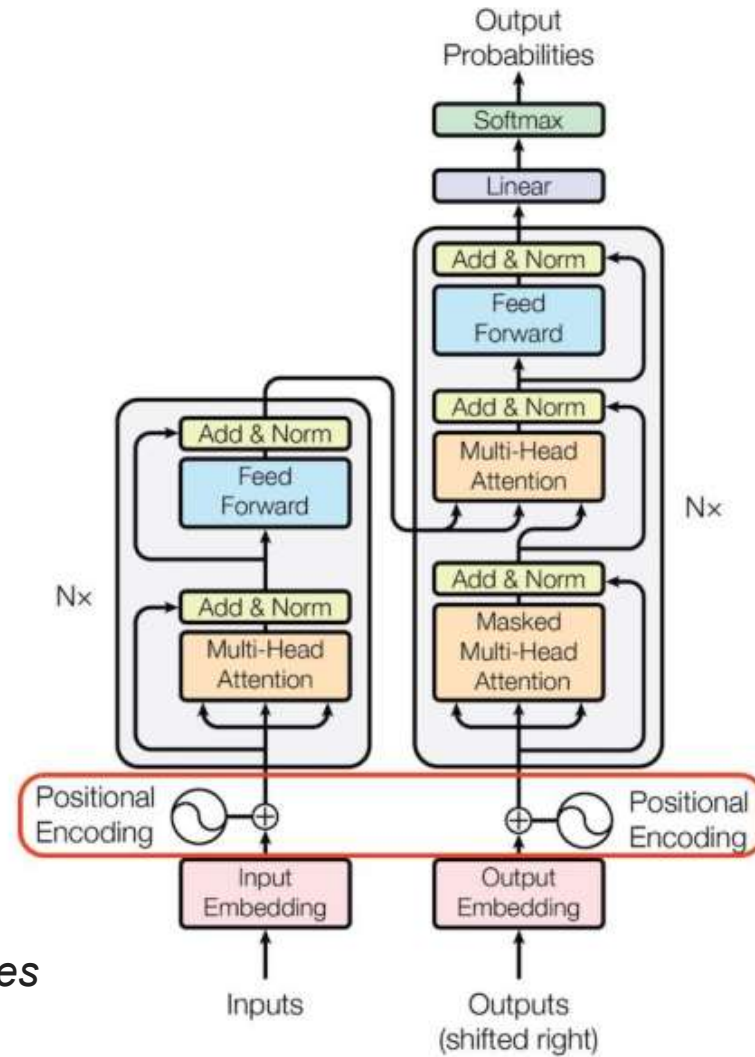 Output
Probabilities
Softmax
Linear
Add & Norm
Feed
Forward
Add & Norm
Multi-Head
Attention
Nx
Add & Norm
Masked
Multi-Head
Attention
Add & Norm
Feed
Forward
Nx
Add & Norm
Multi-Head
Attention
Positional
Encoding
Positional
Encoding
Input
Embedding
Output
Embedding
es
Inputs
Outputs
(shifted right)